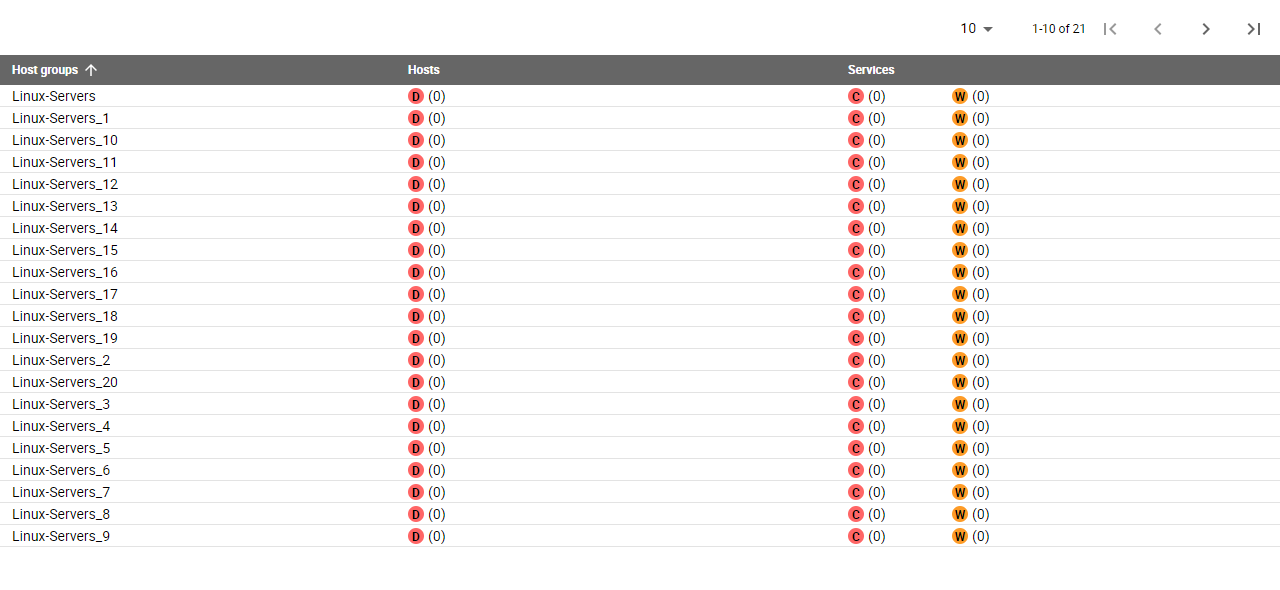 10 1-10 of 21
Host groups Hosts Services
Linux-Servers D (0) C (0) W (0)
Linux-Servers_1 D (0) C (0) W (0)
Linux-Servers_10 D (0) C (0) W (0)
Linux-Servers_11 D (0) C (0) W (0)
Linux-Servers_12 D (0) C (0) W (0)
Linux-Servers_13 D (0) C (0) W (0)
Linux-Servers_14 D (0) C (0) W (0)
Linux-Servers_15 D (0) C (0) W (0)
Linux-Servers_16 D (0) C (0) W (0)
Linux-Servers_17 D (0) C (0) W (0)
Linux-Servers_18 D (0) C (0) W (0)
Linux-Servers_19 D (0) C (0) W (0)
Linux-Servers_2 D (0) C (0) W (0)
Linux-Servers_20 D (0) C (0) W (0)
Linux-Servers_3 D (0) C (0) W (0)
Linux-Servers_4 D (0) C (0) W (0)
Linux-Servers_5 D (0) C (0) W (0)
Linux-Servers_6 D (0) C (0) W (0)
Linux-Servers_7 D (0) C (0) W (0)
Linux-Servers_8 D (0) C (0) W (0)
Linux-Servers_9 D (0) C (0) W (0)